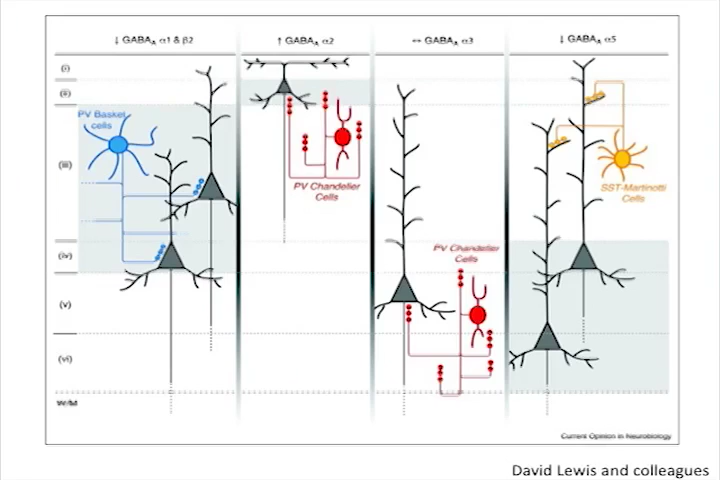 ↓ GABAA α1 & β2
↑ GABAA α2
↔ GABAA α3
↓ GABAA α5
(i)
(ii)
PV Basket
cells
(iii)
PV Chandelier
Cells
SST-Martinotti
Cells
(iv)
PV Chandelier
Cells
(v)
(vi)
Current Opinion in Neurobiology
David Lewis and colleagues